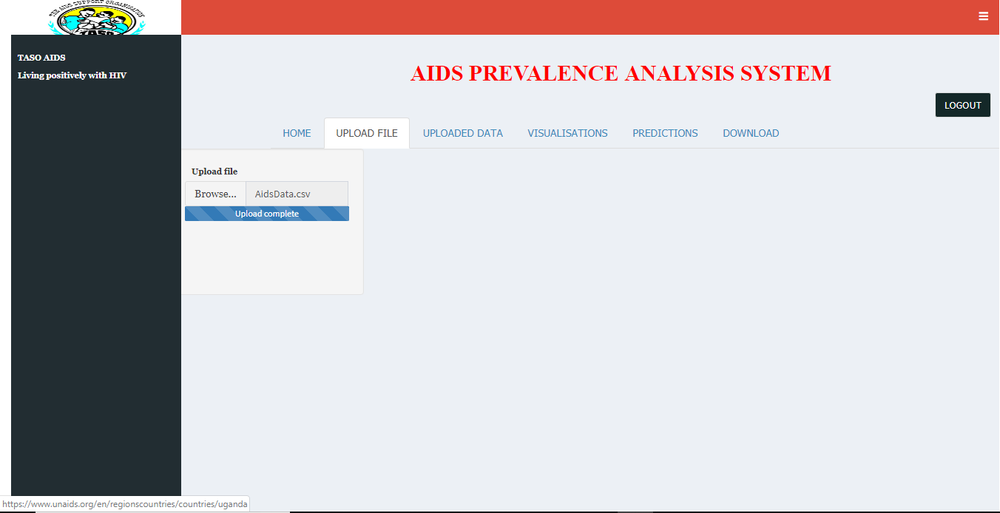 THE AIDS SUPPORT ORGANISATION
TASO
TASO AIDS
Living positively with HIV
AIDS PREVALENCE ANALYSIS SYSTEM
LOGOUT
HOME
UPLOAD FILE
UPLOADED DATA
VISUALISATIONS
PREDICTIONS
DOWNLOAD
Upload file
Browse...
AidsData.csv
Upload complete
https://www.unaids.org/en/regionscountries/countries/uganda